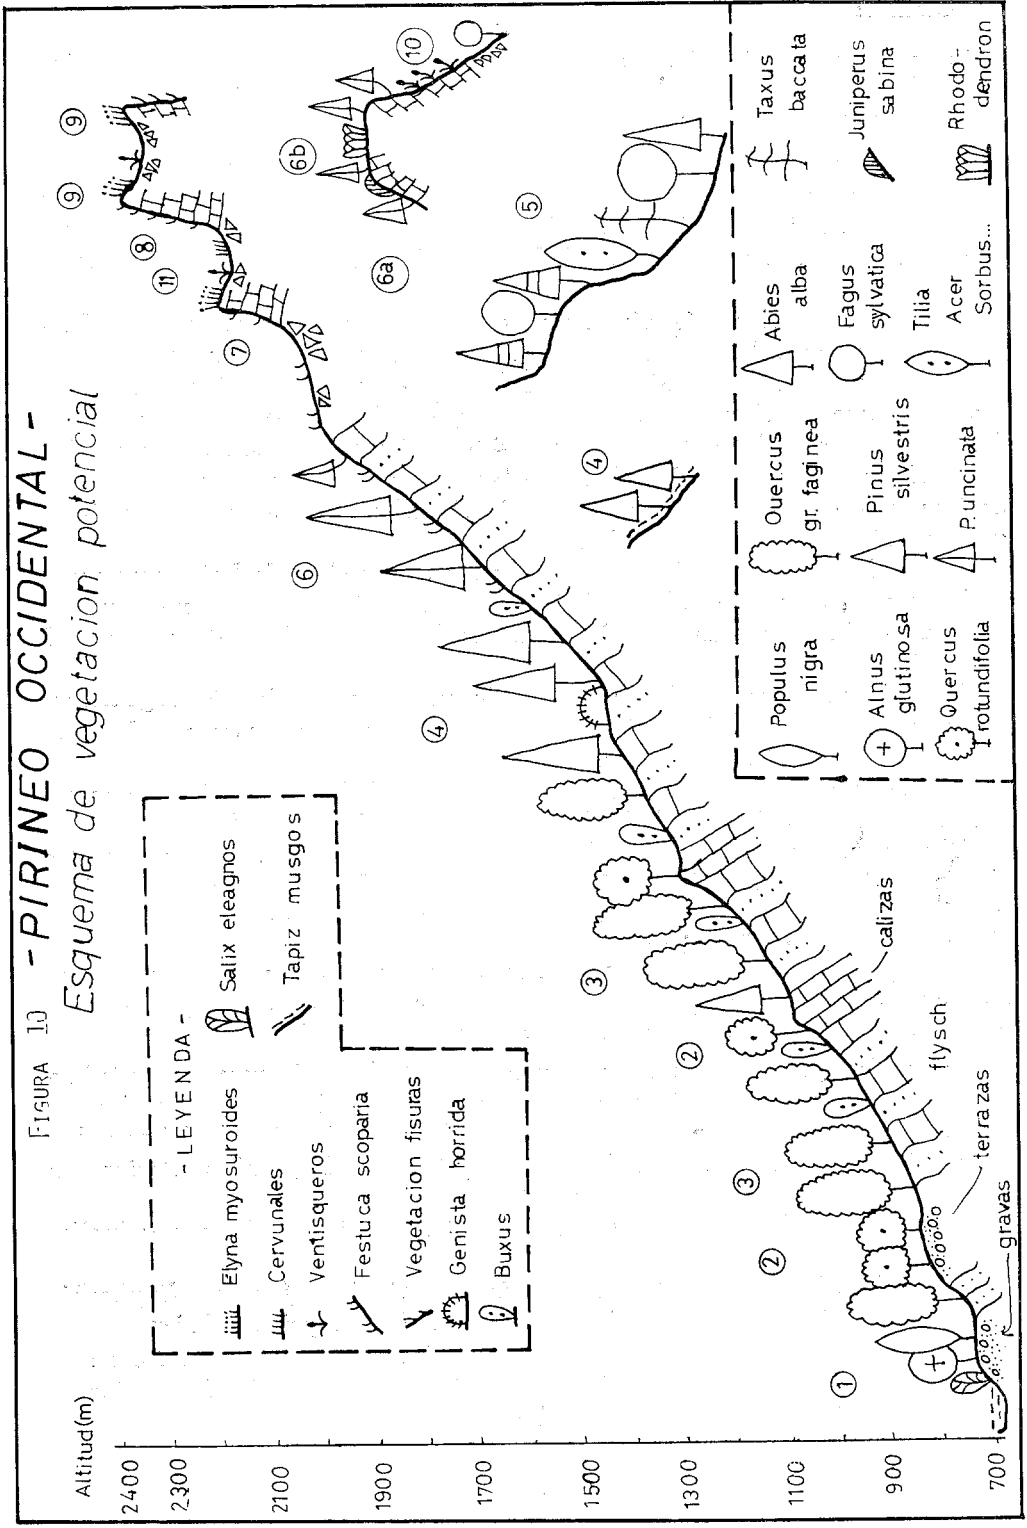 FIGURA 10
- PIRINEO OCCIDENTAL -
Esquema de vegetacion potencial
Altitud(m)
2400
2300
2100
1900
1700
1500
1300
1100
900
700
- LEYENDA -
Elyna myosuroides
Cervunales
Ventisqueros
Festuca scoparia
Vegetacion fisuras
Genista horrida
Buxus
Salix eleagnos
Tapiz musgos
1
2
3
2
3
4
6
7
11
8
9
9
6a
6b
10
5
4
gravas
terrazas
flysch
calizas
Populus
nigra
Alnus
glutinosa
Quercus
rotundifolia
Quercus
gr. faginea
Pinus
silvestris
P. uncinata
Abies
alba
Fagus
sylvatica
Tilia
Acer
Sorbus...
Taxus
baccata
Juniperus
sabina
Rhodo-
dendron